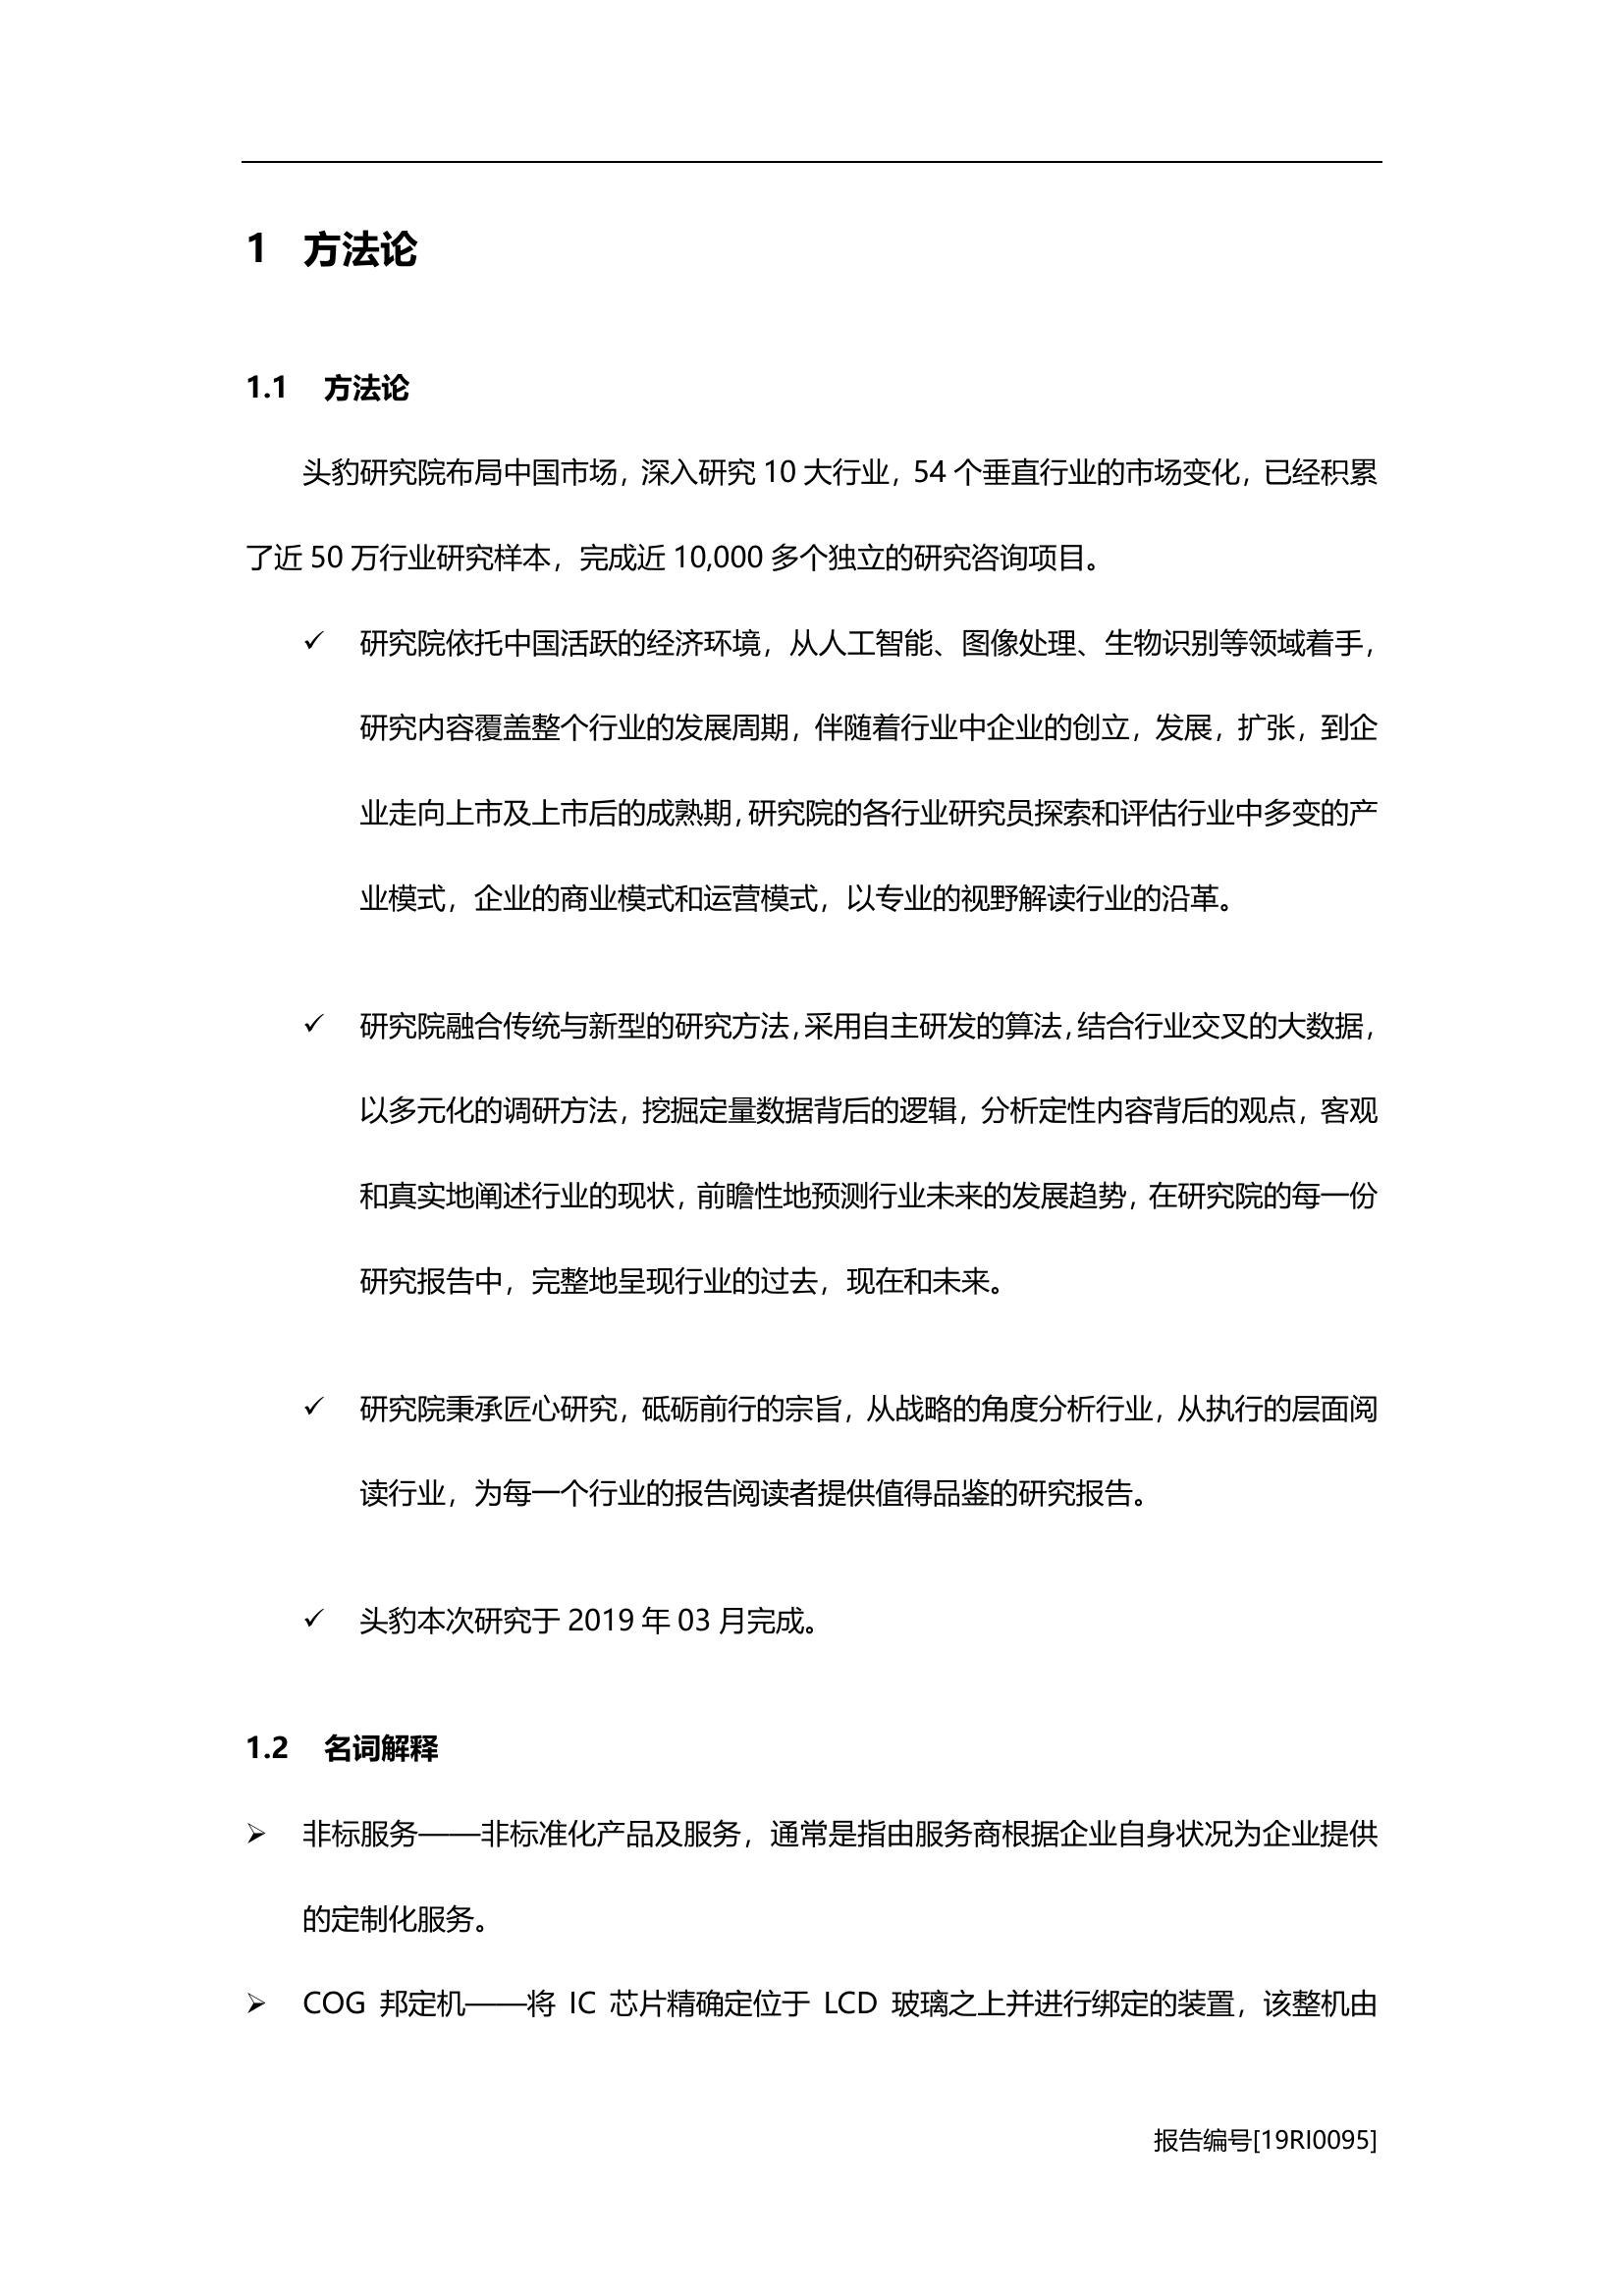 1 方法论
1.1 方法论
头豹研究院布局中国市场，深入研究 10 大行业，54 个垂直行业的市场变化，已经积累
了近 50 万行业研究样本，完成近 10,000 多个独立的研究咨询项目。
✓ 研究院依托中国活跃的经济环境，从人工智能、图像处理、生物识别等领域着手，
研究内容覆盖整个行业的发展周期，伴随着行业中企业的创立，发展，扩张，到企
业走向上市及上市后的成熟期，研究院的各行业研究员探索和评估行业中多变的产
业模式，企业的商业模式和运营模式，以专业的视野解读行业的沿革。
✓ 研究院融合传统与新型的研究方法，采用自主研发的算法，结合行业交叉的大数据，
以多元化的调研方法，挖掘定量数据背后的逻辑，分析定性内容背后的观点，客观
和真实地阐述行业的现状，前瞻性地预测行业未来的发展趋势，在研究院的每一份
研究报告中，完整地呈现行业的过去，现在和未来。
✓ 研究院秉承匠心研究，砥砺前行的宗旨，从战略的角度分析行业，从执行的层面阅
读行业，为每一个行业的报告阅读者提供值得品鉴的研究报告。
✓ 头豹本次研究于 2019 年 03 月完成。
1.2 名词解释
➢ 非标服务——非标准化产品及服务，通常是指由服务商根据企业自身状况为企业提供
的定制化服务。
➢ COG 邦定机——将 IC 芯片精确定位于 LCD 玻璃之上并进行绑定的装置，该整机由
报告编号[19RI0095]